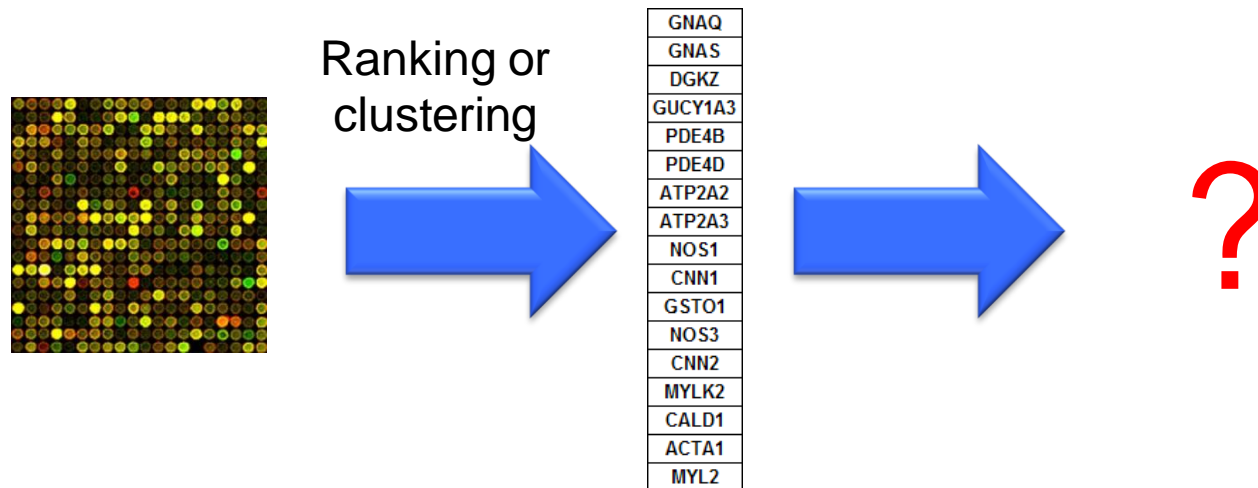 Ranking or
clustering
GNAQ
GNAS
DGKZ
GUCY1A3
PDE4B
PDE4D
ATP2A2
ATP2A3
NOS1
CNN1
GSTO1
NOS3
CNN2
MYLK2
CALD1
ACTA1
MYL2
?